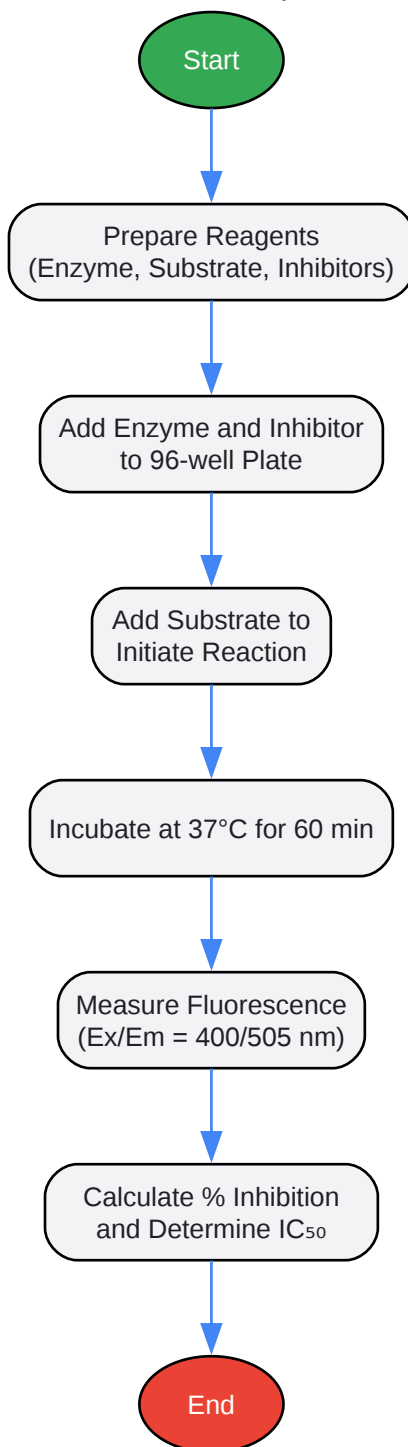 Start
Prepare Reagents
(Enzyme, Substrate, Inhibitors)
Add Enzyme and Inhibitor
to 96-well Plate
Add Substrate to
Initiate Reaction
Incubate at 37°C for 60 min
Measure Fluorescence
(Ex/Em = 400/505 nm)
Calculate % Inhibition
and Determine IC₅₀
End